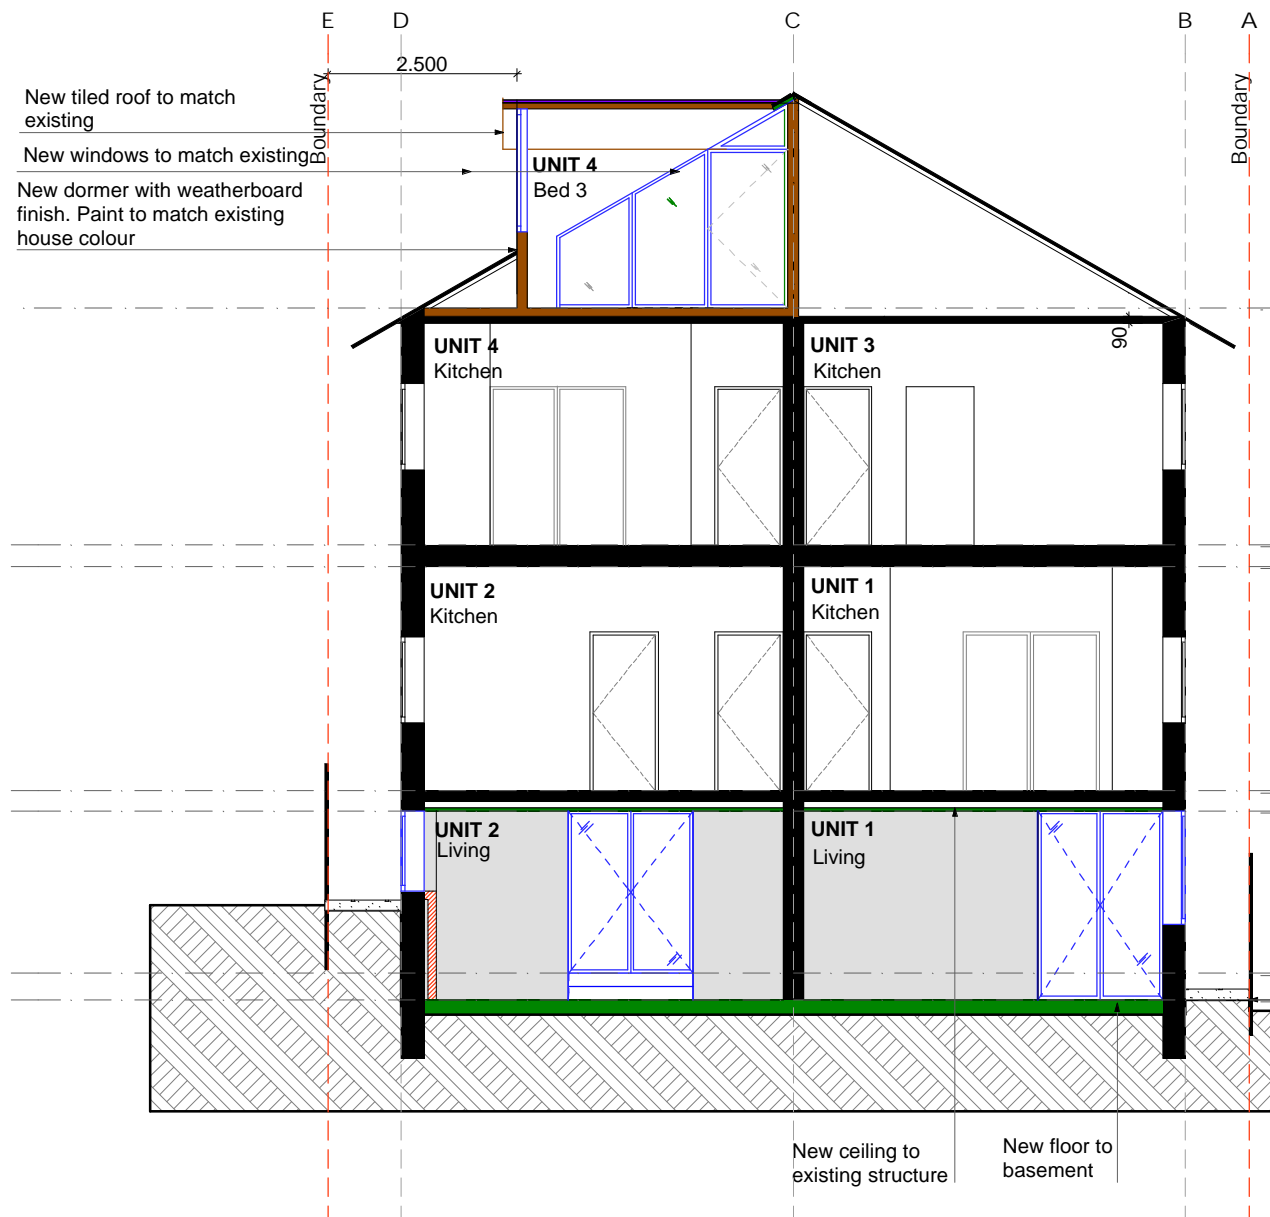 E
D
C
B
A
2.500
Boundary
Boundary
New tiled roof to match
existing
New windows to match existing
New dormer with weatherboard
finish. Paint to match existing
house colour
UNIT 4
Bed 3
90
UNIT 4
Kitchen
UNIT 3
Kitchen
UNIT 2
Kitchen
UNIT 1
Kitchen
UNIT 2
Living
UNIT 1
Living
New ceiling to
existing structure
New floor to
basement